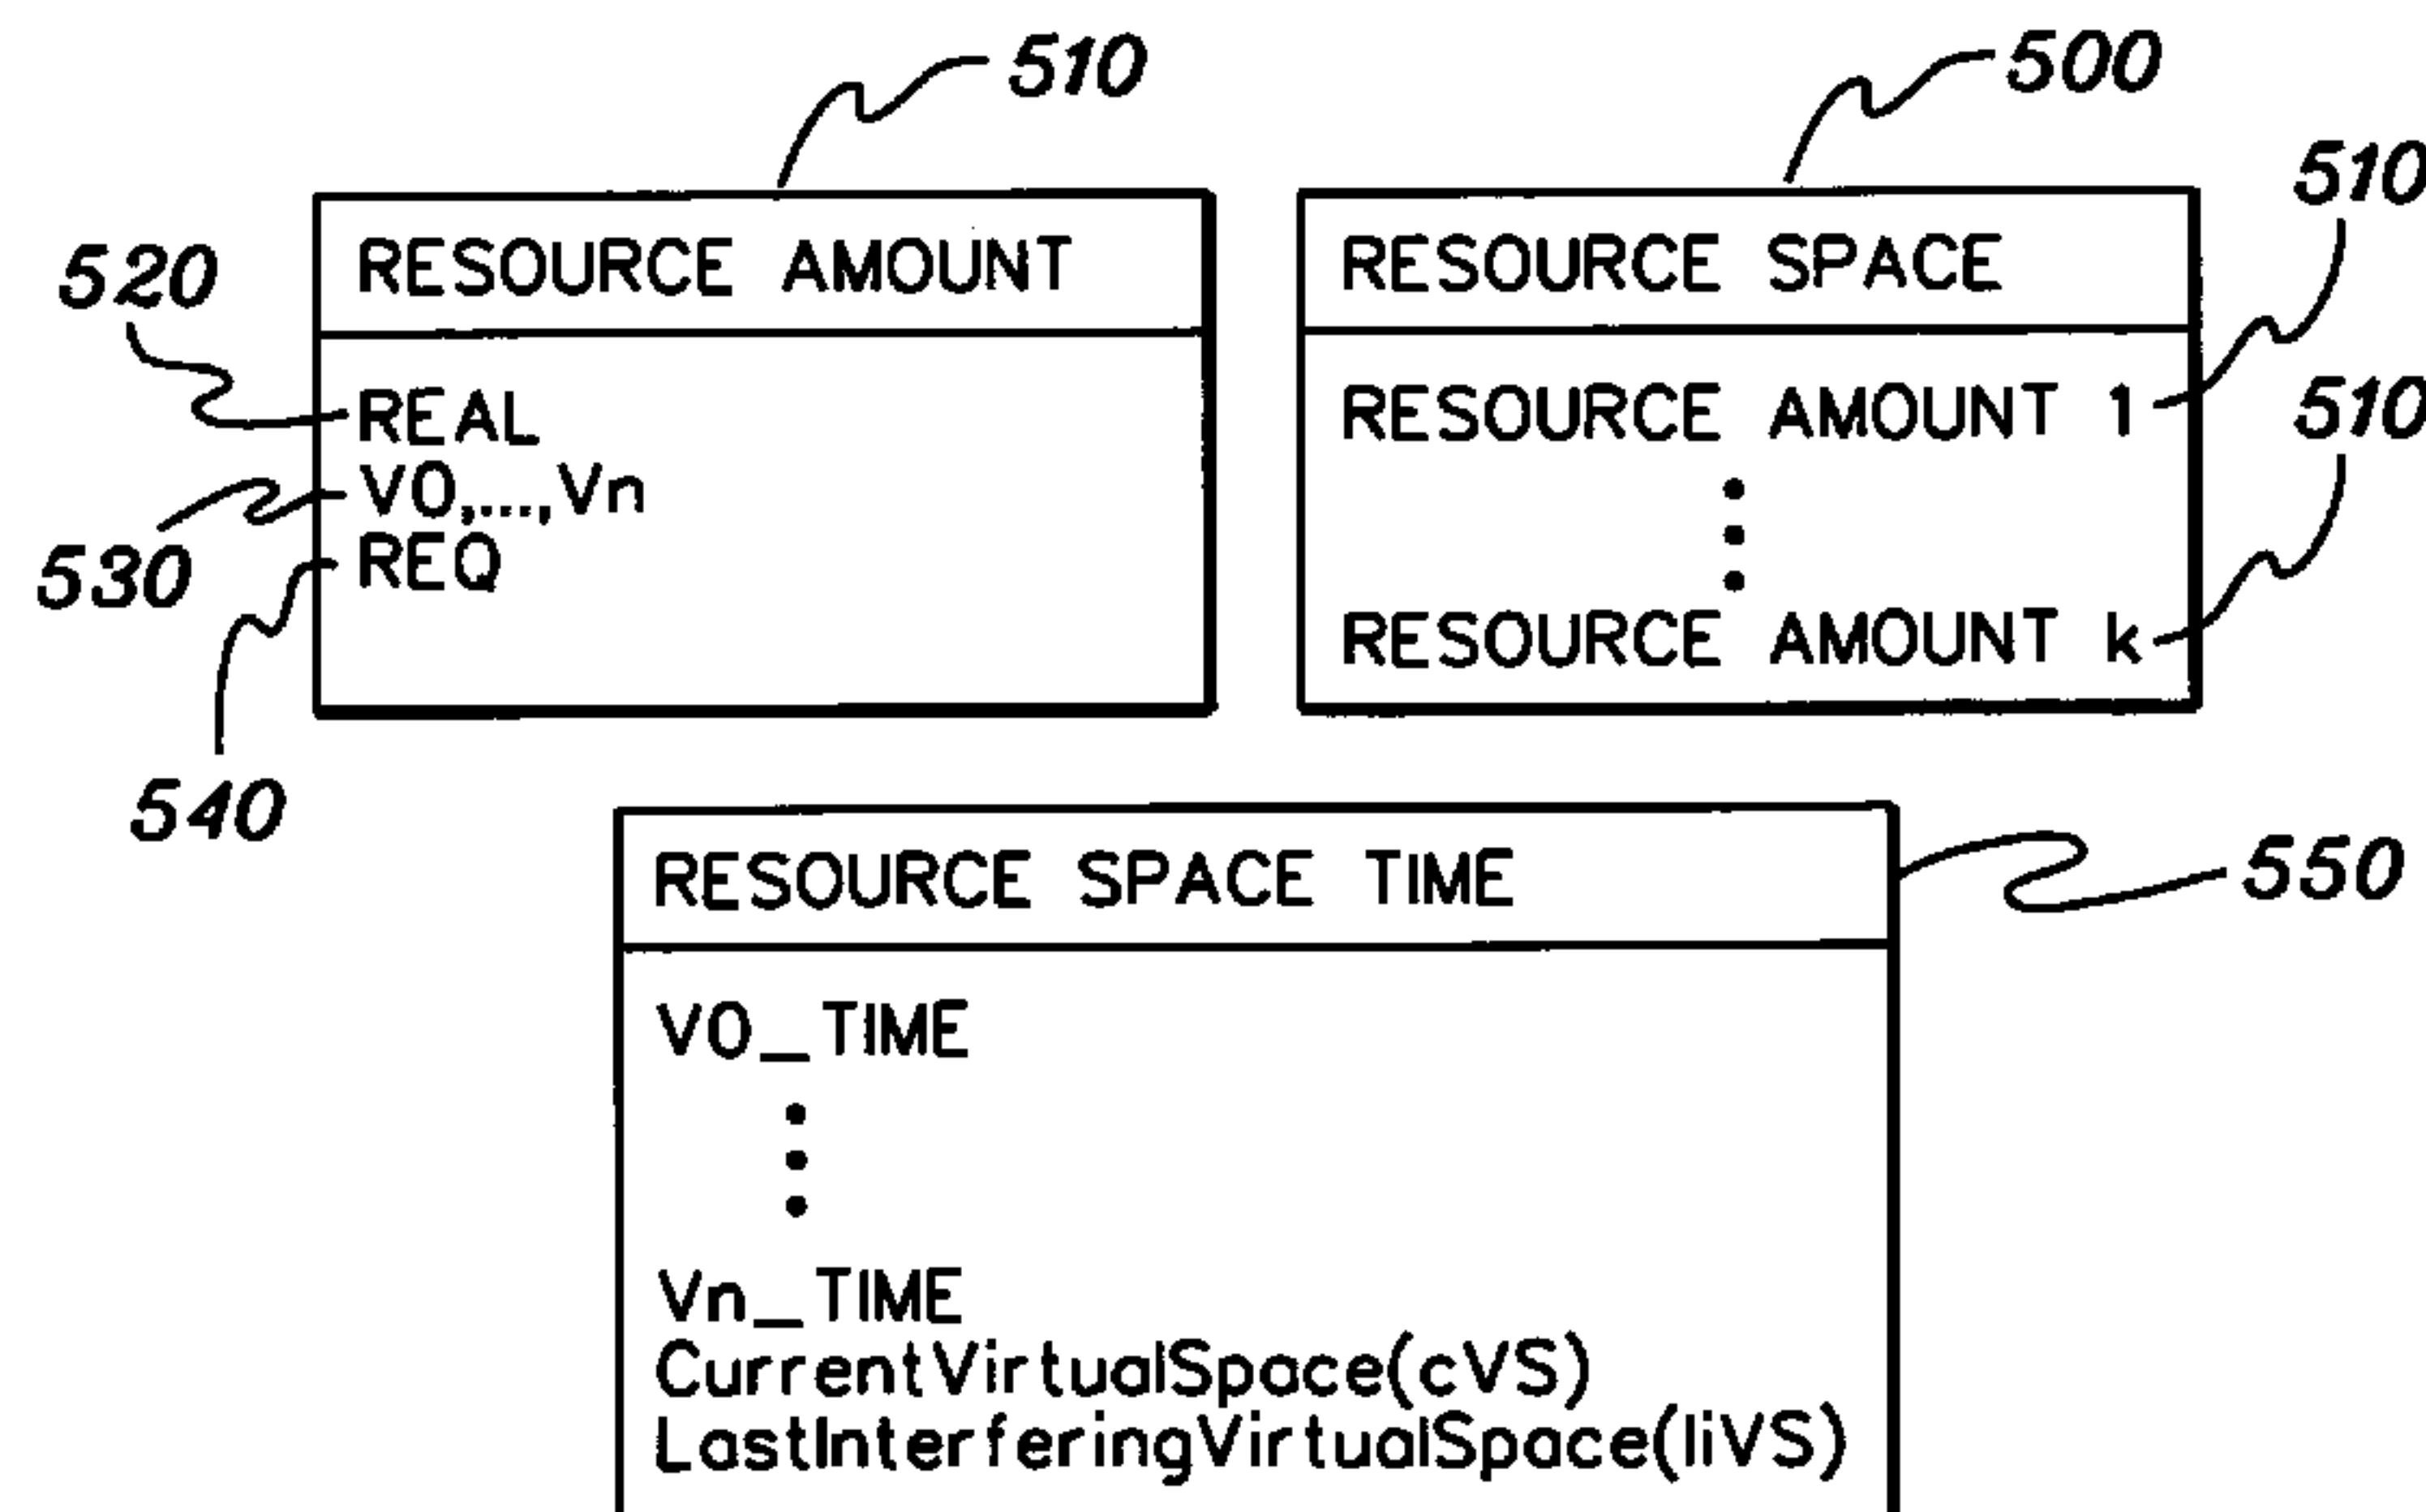 510
500
510
RESOURCE AMOUNT
RESOURCE SPACE
520
REAL
RESOURCE AMOUNT 1
510
V0,...,Vn
530
REQ
RESOURCE AMOUNT k
540
RESOURCE SPACE TIME
550
V0_TIME
Vn_TIME
CurrentVirtualSpace(cVS)
LastInterferingVirtualSpace(liVS)